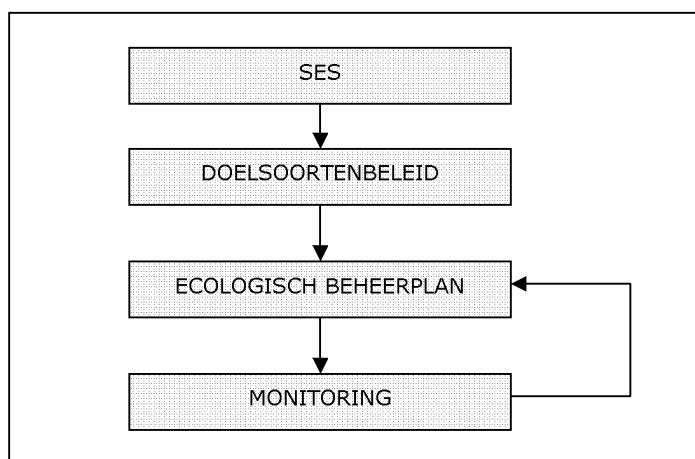 SES
DOELSOORTENBELEID
ECOLOGISCH BEHEERPLAN
MONITORING